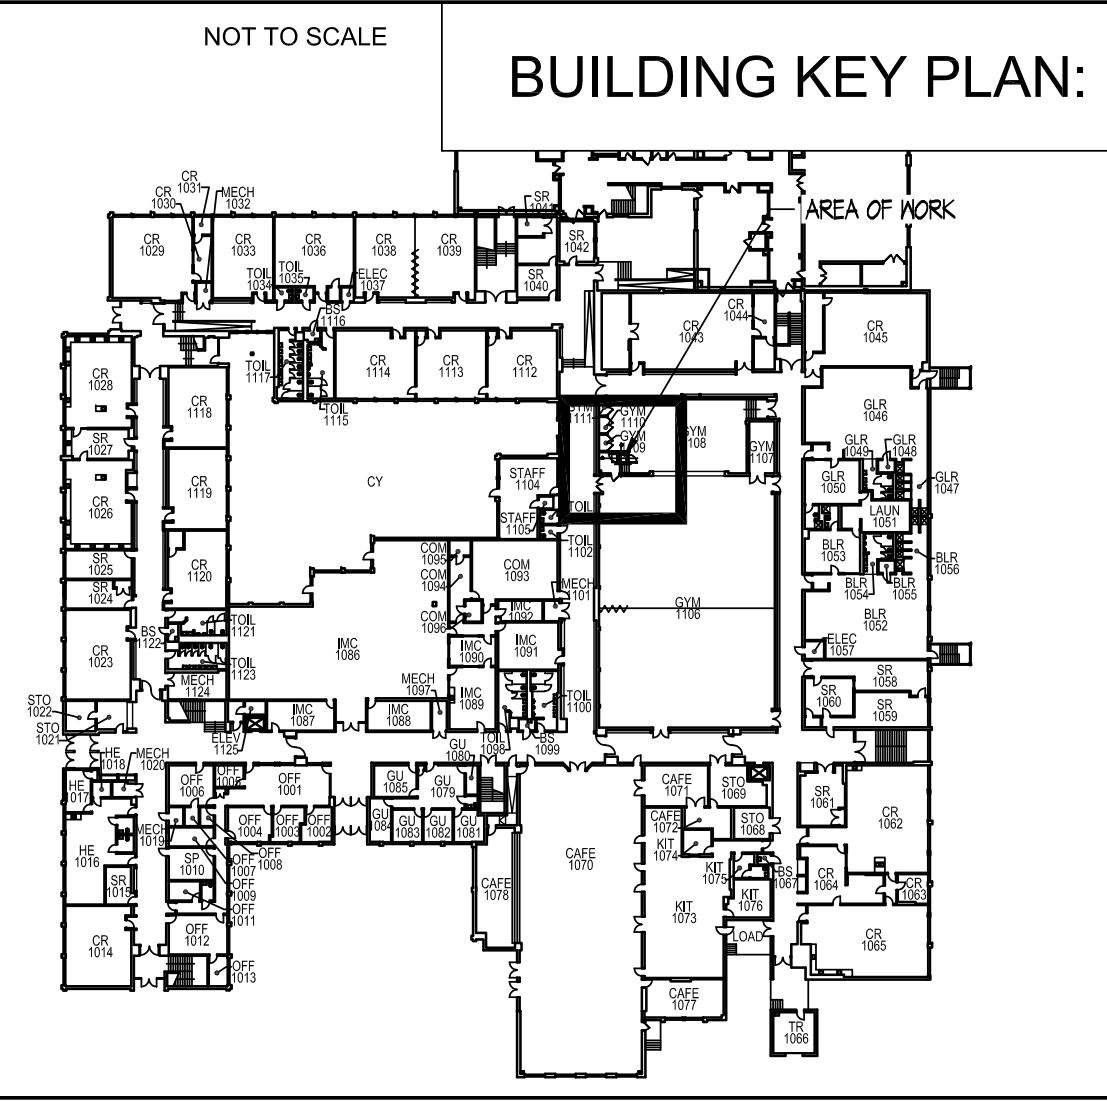 NOT TO SCALE
BUILDING KEY PLAN:
AREA OF WORK
CR
1031
CR
1030
MECH
1032
CR
1029
CR
1033
CR
1036
CR
1038
CR
1039
SR
SR
1042
SR
1040
TOIL
1034
TOIL
1035
ELEC
1037
BS
1116
CR
1043
CR
1044
CR
1045
CR
1028
SR
1027
CR
1026
SR
1025
SR
1024
CR
1023
CR
1118
CR
1119
CR
1120
TOIL
1117
TOIL
1115
CR
1114
CR
1113
CR
1112
GYM
1111
GYM
1110
GYM
GYM
GYM
1107
GYM
1106
GLR
1046
GLR
1049
GLR
1048
GLR
1047
GLR
1050
LAUN
1051
BLR
1053
BLR
1054
BLR
1055
BLR
1056
BLR
1052
ELEC
1057
SR
1058
SR
1060
SR
1059
CY
STAFF
1104
STAFF
1105
TOIL
TOIL
1102
COM
1095
COM
1094
COM
1093
COM
1096
MECH
IMC
1092
IMC
1091
IMC
1090
IMC
1089
IMC
1086
IMC
1087
IMC
1088
MECH
1097
TOIL
1100
TOIL
1098
BS
1099
TOIL
1121
BS
1122
TOIL
1123
MECH
1124
ELEV
1125
STO
1022
STO
1021
HE
1018
MECH
1020
HE
1017
HE
1016
SR
1015
CR
1014
OFF
1006
OFF
OFF
1001
OFF
1004
OFF
1003
OFF
1002
MECH
1019
OFF
1008
OFF
1007
OFF
1009
SP
1010
OFF
1011
OFF
1012
OFF
1013
GU
1085
GU
1079
GU
1080
GU
1084
GU
1083
GU
1082
GU
1081
CAFE
1070
CAFE
1078
CAFE
1071
CAFE
1072
STO
1069
STO
1068
KIT
1074
KIT
1075
KIT
1073
KIT
1076
BS
1067
LOAD
CAFE
1077
SR
1061
CR
1062
CR
1064
CR
1063
CR
1065
TR
1066